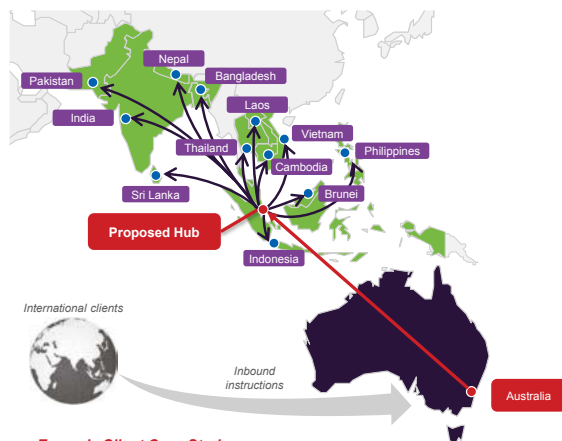 Nepal
Pakistan
Bangladesh
Laos
India
Vietnam
Thailand
Philippines
Cambodia
Sri Lanka
Brunei
Proposed Hub
Indonesia
International clients
Inbound
instructions
Australia